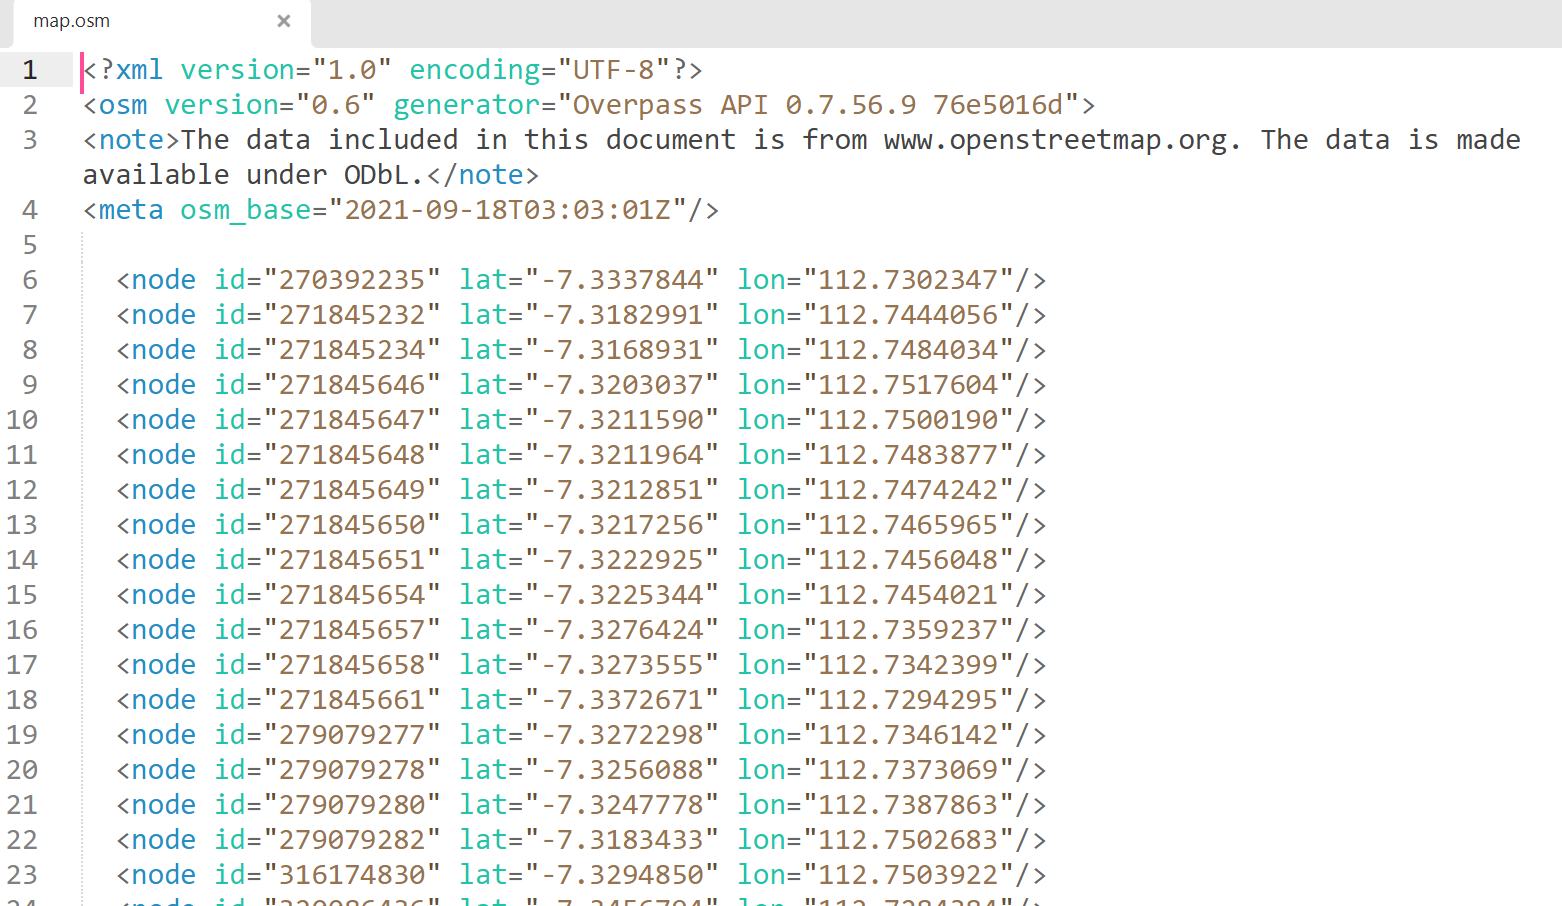 map.osm ×
1 <?xml version="1.0" encoding="UTF-8"?>
2 <osm version="0.6" generator="Overpass API 0.7.56.9 76e5016d">
3 <note>The data included in this document is from www.openstreetmap.org. The data is made
available under ODbL.</note>
4 <meta osm_base="2021-09-18T03:03:01Z"/>
5
6 <node id="270392235" lat="-7.3337844" lon="112.7302347"/>
7 <node id="271845232" lat="-7.3182991" lon="112.7444056"/>
8 <node id="271845234" lat="-7.3168931" lon="112.7484034"/>
9 <node id="271845646" lat="-7.3203037" lon="112.7517604"/>
10 <node id="271845647" lat="-7.3211590" lon="112.7500190"/>
11 <node id="271845648" lat="-7.3211964" lon="112.7483877"/>
12 <node id="271845649" lat="-7.3212851" lon="112.7474242"/>
13 <node id="271845650" lat="-7.3217256" lon="112.7465965"/>
14 <node id="271845651" lat="-7.3222925" lon="112.7456048"/>
15 <node id="271845654" lat="-7.3225344" lon="112.7454021"/>
16 <node id="271845657" lat="-7.3276424" lon="112.7359237"/>
17 <node id="271845658" lat="-7.3273555" lon="112.7342399"/>
18 <node id="271845661" lat="-7.3372671" lon="112.7294295"/>
19 <node id="279079277" lat="-7.3272298" lon="112.7346142"/>
20 <node id="279079278" lat="-7.3256088" lon="112.7373069"/>
21 <node id="279079280" lat="-7.3247778" lon="112.7387863"/>
22 <node id="279079282" lat="-7.3183433" lon="112.7502683"/>
23 <node id="316174830" lat="-7.3294850" lon="112.7503922"/>